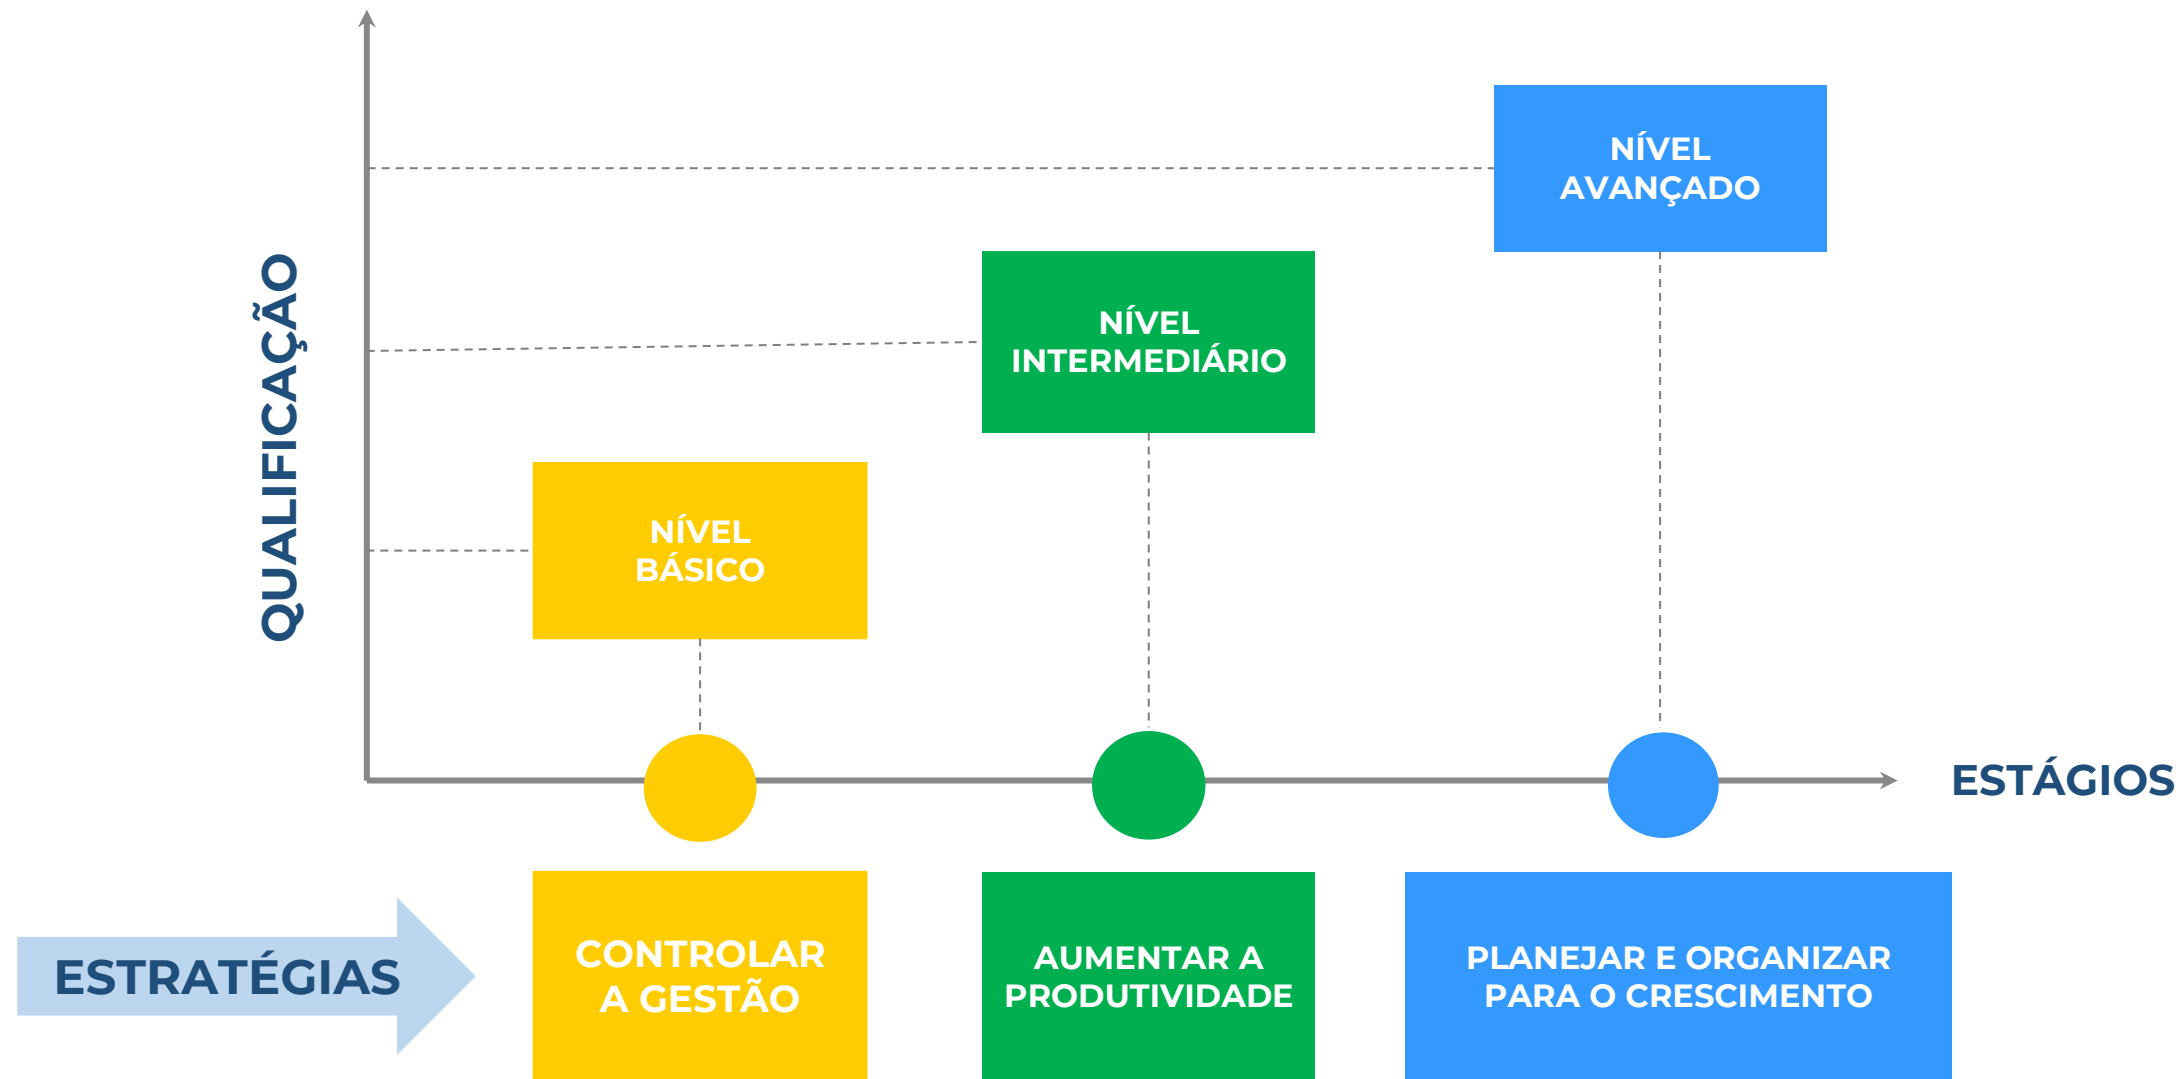 NÍVEL
AVANÇADO
NÍVEL
INTERMEDIÁRIO
NÍVEL
BÁSICO
QUALIFICAÇÃO
ESTÁGIOS
ESTRATÉGIAS
CONTROLAR
A GESTÃO
AUMENTAR A
PRODUTIVIDADE
PLANEJAR E ORGANIZAR
PARA O CRESCIMENTO